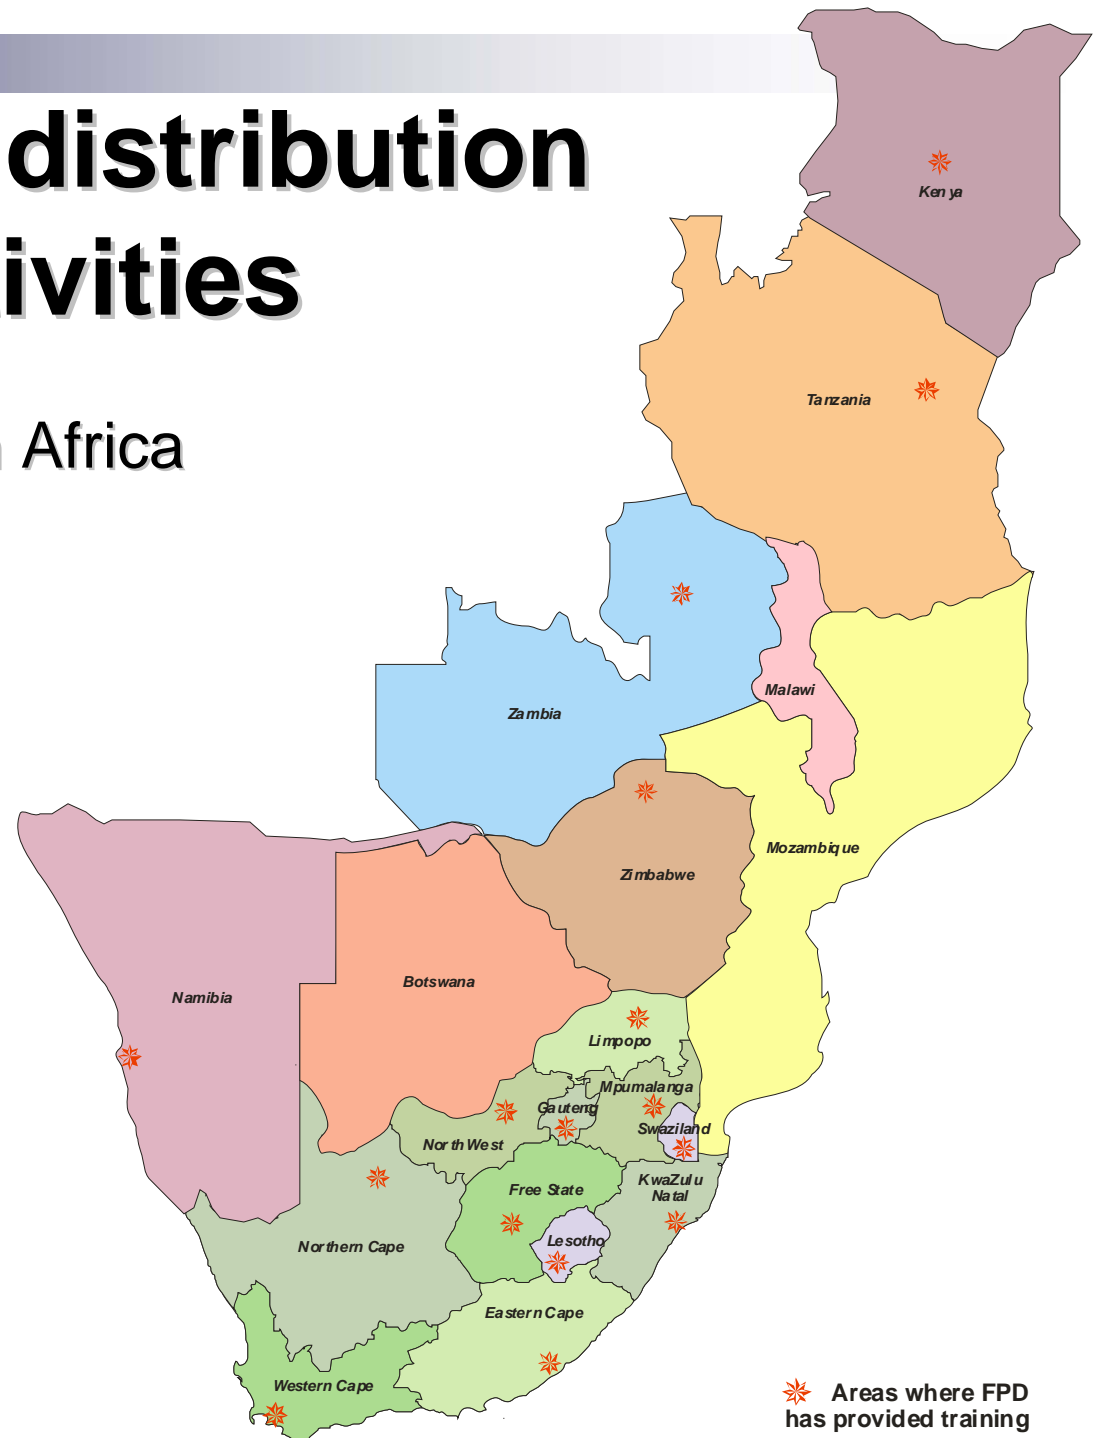 distribution
ivities
Africa
Kenya
Tanzania
Zambia
Malawi
Mozambique
Zimbabwe
Namibia
Botswana
Limpopo
Mpumalanga
Gauteng
Swaziland
North West
KwaZulu
Natal
Free State
Lesotho
Northern Cape
Eastern Cape
Western Cape
Areas where FPD
has provided training